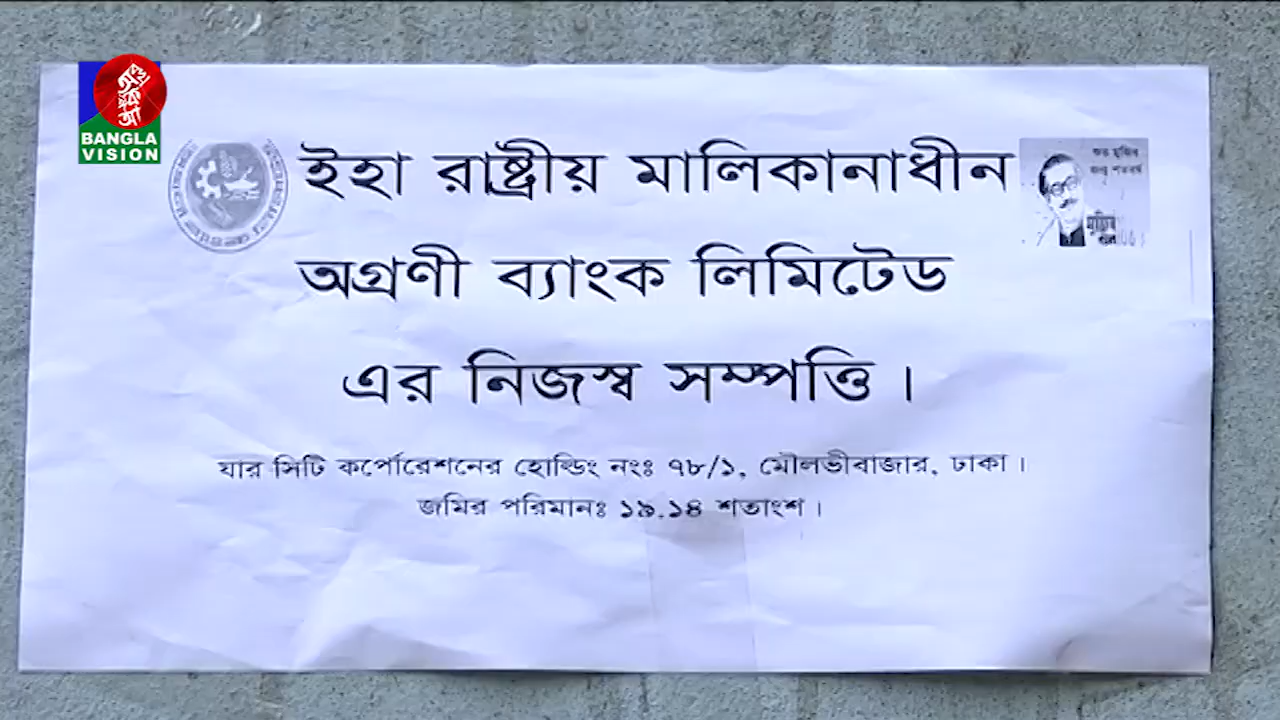 BANGLA
VISION
ইহা রাষ্ট্রীয় মালিকানাধীন
অগ্রণী ব্যাংক লিমিটেড
এর নিজস্ব সম্পত্তি।
যার সিটি কর্পোরেশনের হোল্ডিং নংঃ ৭৮/১, মৌলভীবাজার, ঢাকা।
জমির পরিমানঃ ১৯.১৪ শতাংশ।